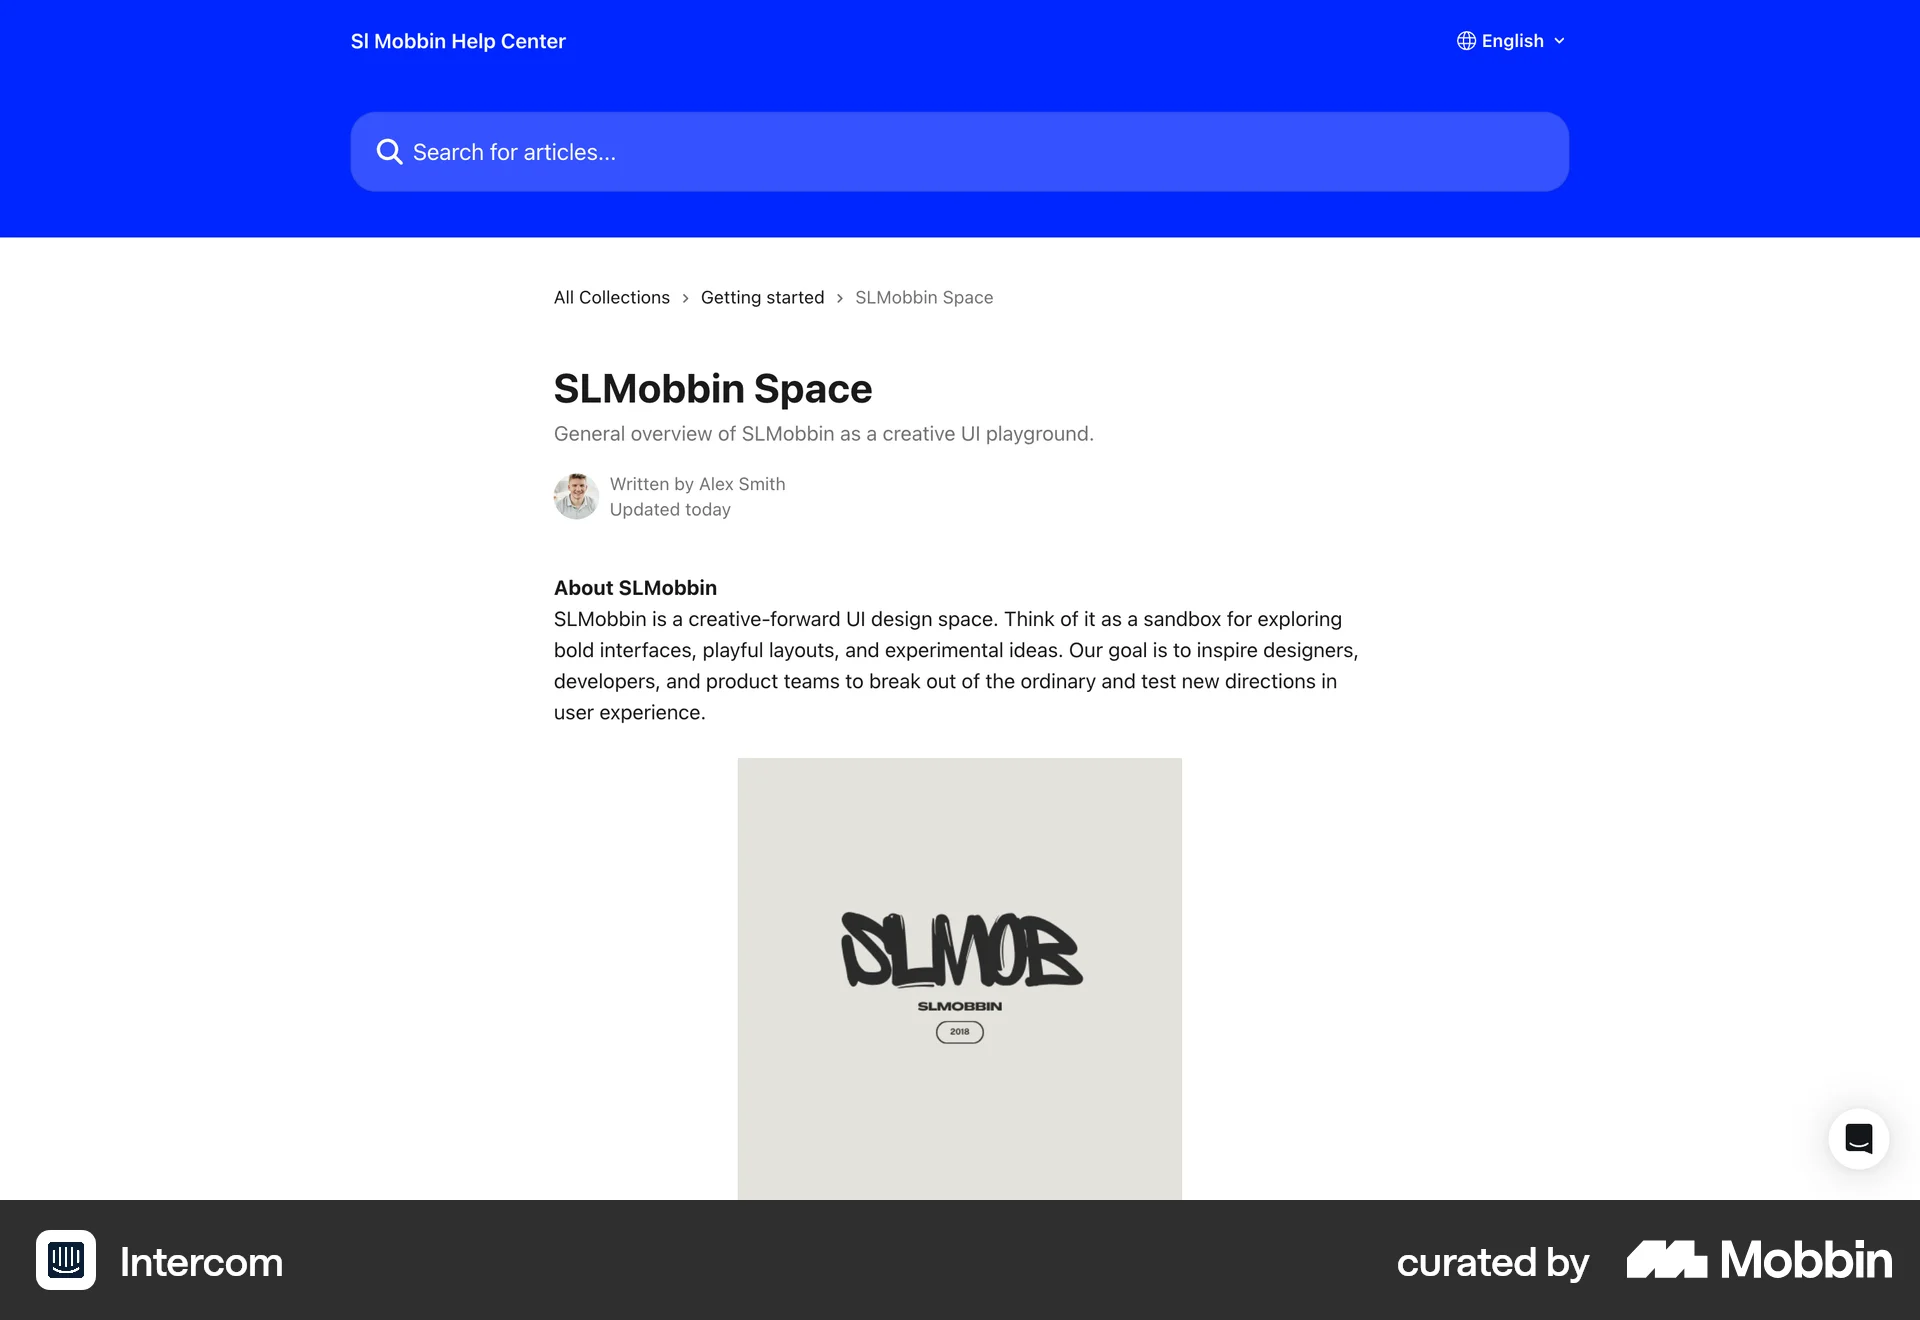 Sl Mobbin Help Center
English
Search for articles...
All Collections > Getting started > SLMobbin Space
SLMobbin Space
General overview of SLMobbin as a creative UI playground.
Written by Alex Smith
Updated today
About SLMobbin
SLMobbin is a creative-forward UI design space. Think of it as a sandbox for exploring
bold interfaces, playful layouts, and experimental ideas. Our goal is to inspire designers,
developers, and product teams to break out of the ordinary and test new directions in
user experience.
SLMOB
SLMOBBIN
2018
Intercom
curated by Mobbin